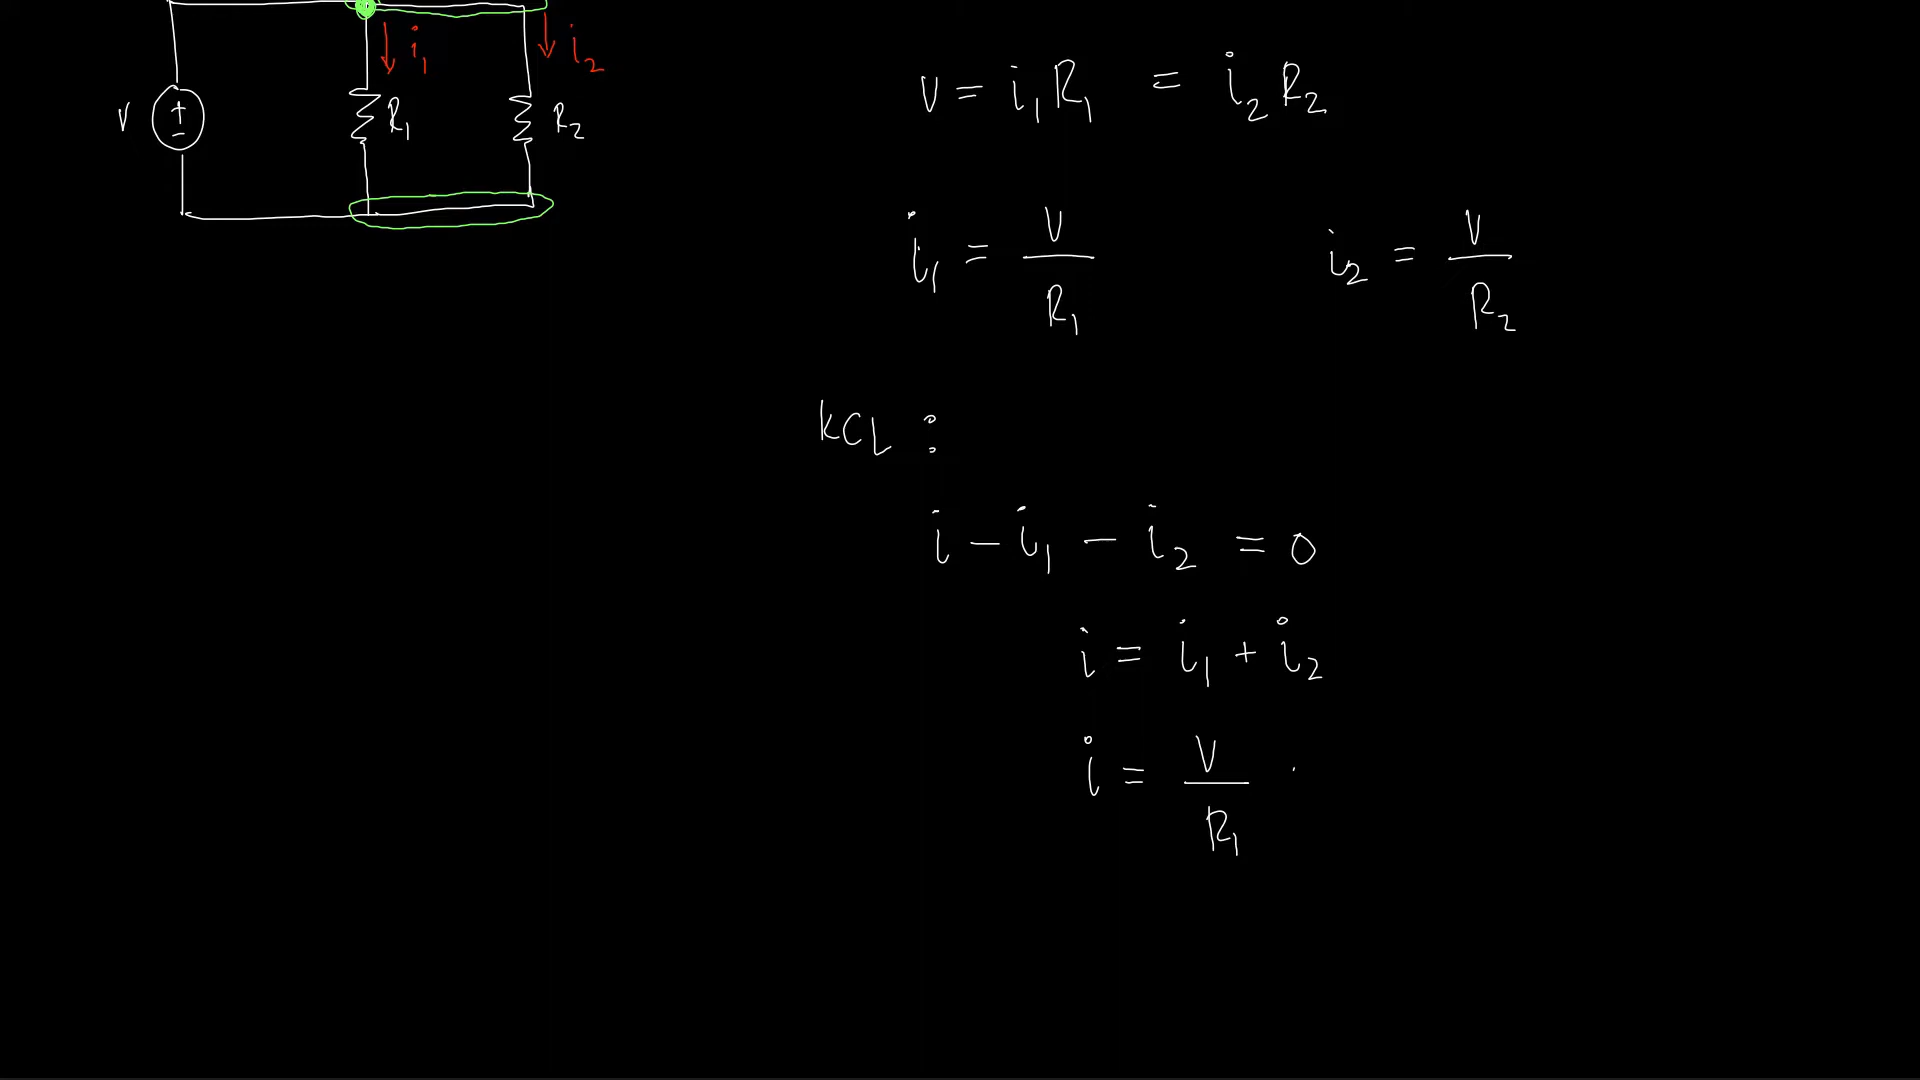 i₁ i₂
V + − R₁ R₂
V = i₁R₁ = i₂R₂
i₁ = V/R₁ i₂ = V/R₂
KCL :
i − i₁ − i₂ = 0
i = i₁ + i₂
i = V/R₁